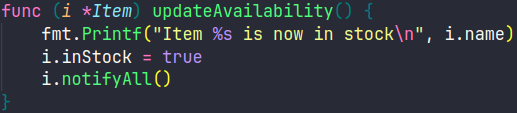 func (i *Item) updateAvailability() {
    fmt.Printf("Item %s is now in stock\n", i.name)
    i.inStock = true
    i.notifyAll()
}